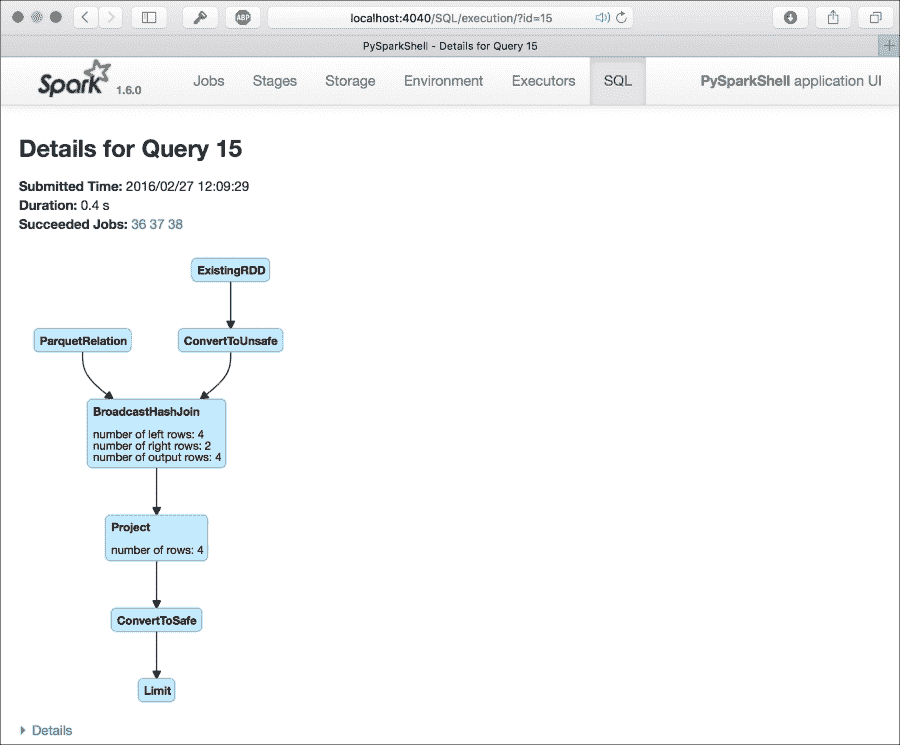 localhost:4040/SQL/execution/?id=15
ABP
PySparkShell - Details for Query 15
Spark 1.6.0
Jobs
Stages
Storage
Environment
Executors
SQL
PySparkShell application UI
Details for Query 15
Submitted Time: 2016/02/27 12:09:29
Duration: 0.4 s
Succeeded Jobs: 36 37 38
ExistingRDD
ParquetRelation
ConvertToUnsafe
BroadcastHashJoin
number of left rows: 4
number of right rows: 2
number of output rows: 4
Project
number of rows: 4
ConvertToSafe
Limit
Details